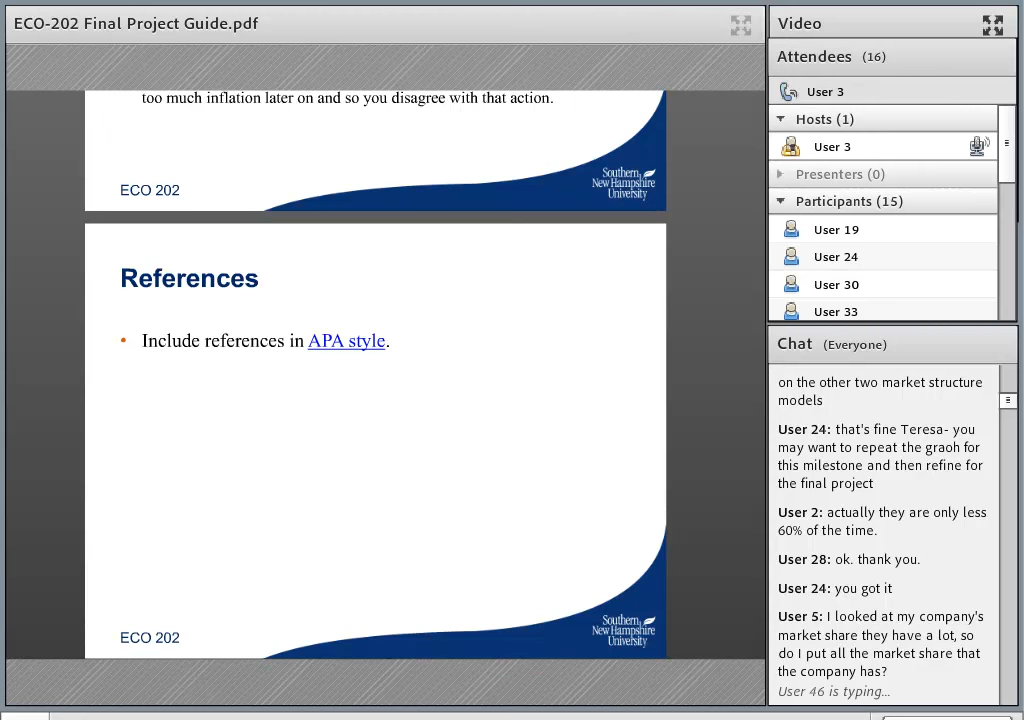 ECO-202 Final Project Guide.pdf
too much inflation later on and so you disagree with that action.
ECO 202
Southern
New Hampshire
University
References
• Include references in APA style.
ECO 202
Southern
New Hampshire
University
Video
Attendees (16)
User 3
Hosts (1)
User 3
Presenters (0)
Participants (15)
User 19
User 24
User 30
User 33
Chat (Everyone)
on the other two market structure
models
User 24: that's fine Teresa- you
may want to repeat the graoh for
this milestone and then refine for
the final project
User 2: actually they are only less
60% of the time.
User 28: ok. thank you.
User 24: you got it
User 5: I looked at my company's
market share they have a lot, so
do I put all the market share that
the company has?
User 46 is typing...